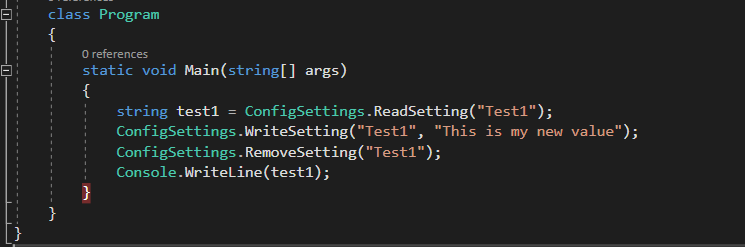 class Program
{
0 references
static void Main(string[] args)
{
string test1 = ConfigSettings.ReadSetting("Test1");
ConfigSettings.WriteSetting("Test1", "This is my new value");
ConfigSettings.RemoveSetting("Test1");
Console.WriteLine(test1);
}
}
}